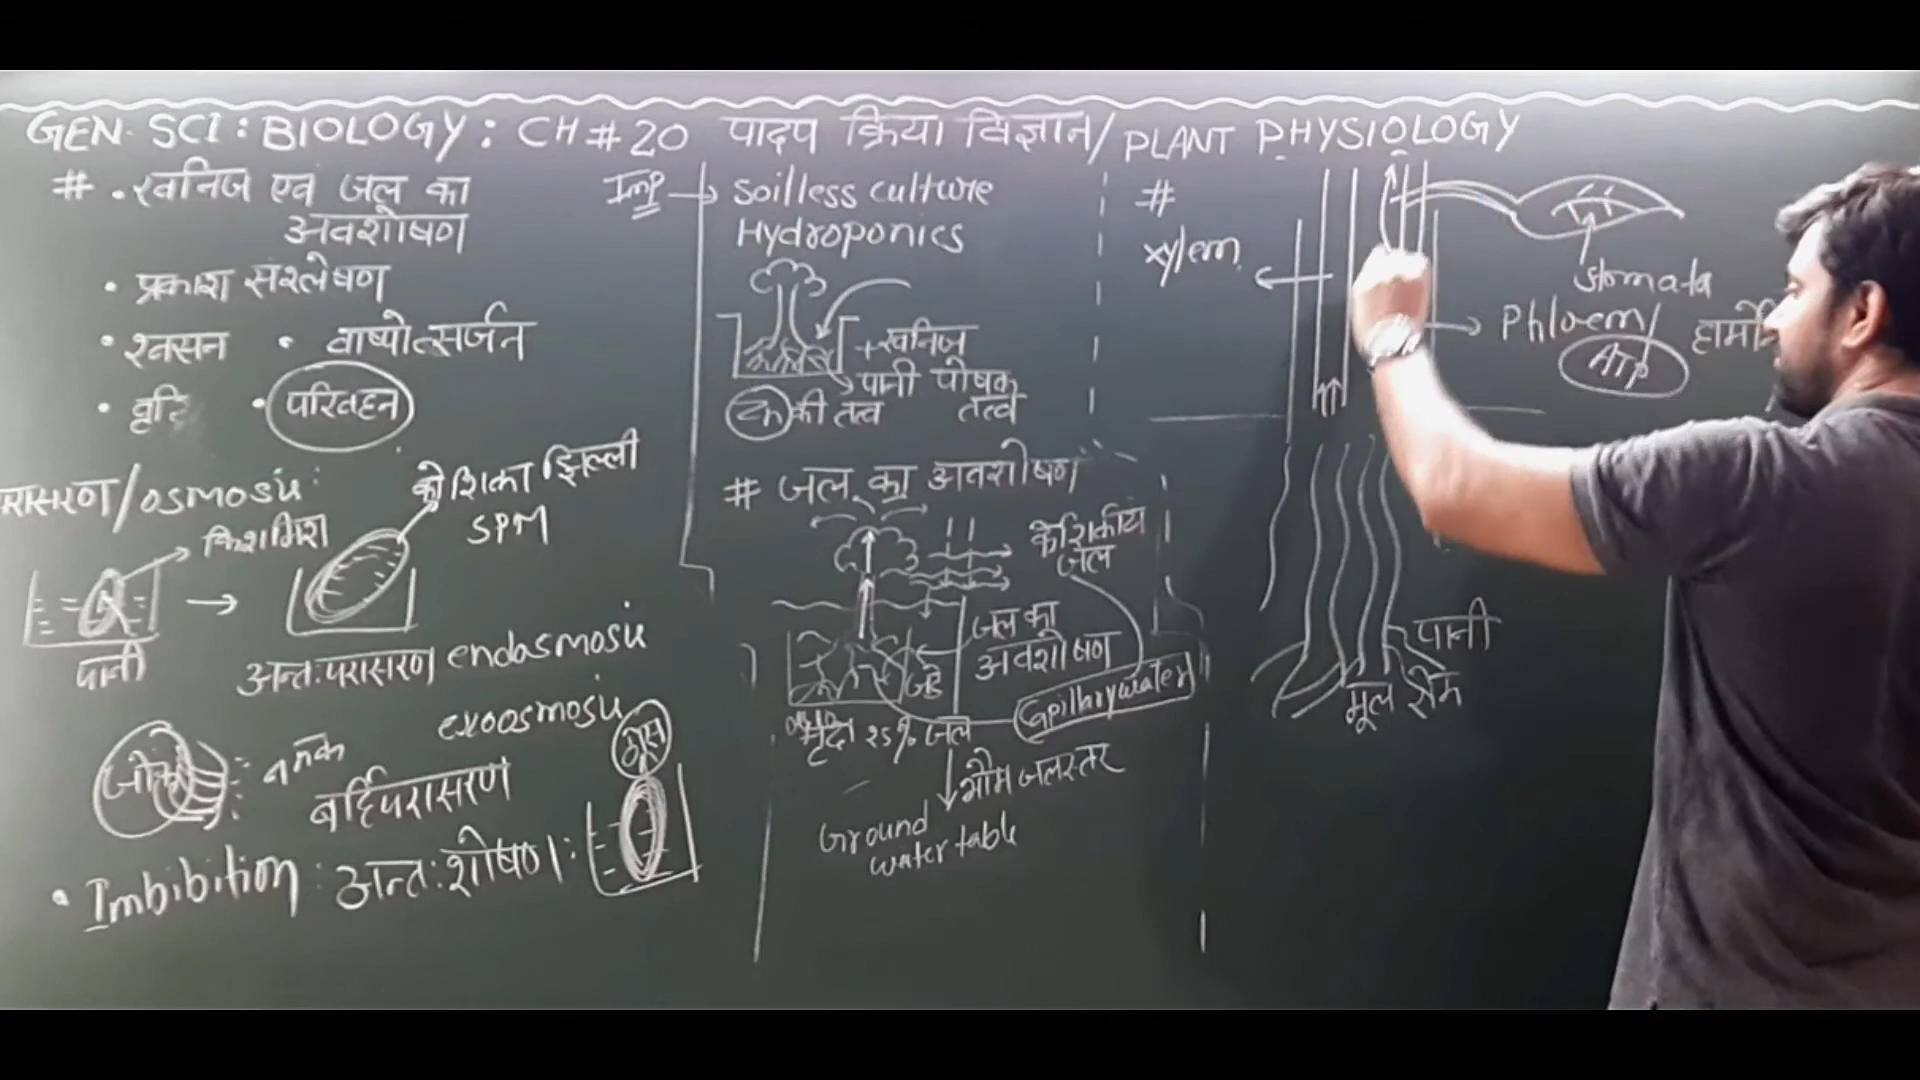 GEN. SCI : BIOLOGY : CH # 20 पादप क्रिया विज्ञान / PLANT PHYSIOLOGY
# . खनिज एवं जल का
अवशोषण
• प्रकाश संश्लेषण
• श्वसन • वाष्पोत्सर्जन
• परिवहन
परासरण/osmosis:
किशमिश
पानी
कोशिका झिल्ली
SPM
अन्त:परासरण endosmosis
exoosmosis
जोंक
नमक
बर्हिपरासरण
• Imbibition : अन्त:शोषण :
Imp → Soilless culture
Hydroponics
+ खनिज
पानी पोषक
की तत्व तत्व
# जल का अवशोषण
केशिकीय
जल
जल का
अवशोषण
जड़े
Capillary water
मृदा 25% जल
भौम जलस्तर
Ground
water table
#
xylem
stomata
Phloem/
ATP
पानी
मूल रोम